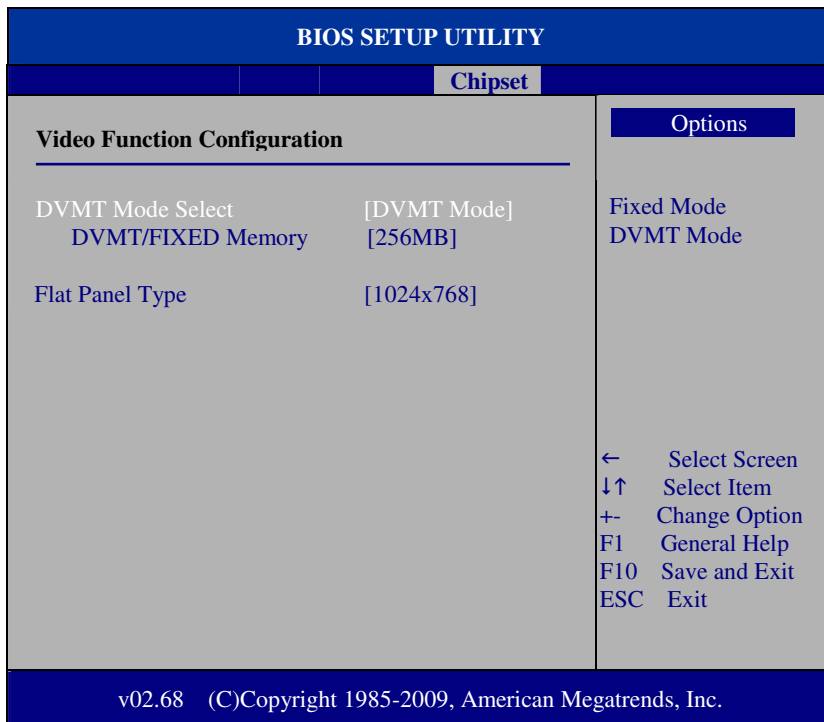 BIOS SETUP UTILITY
Chipset
Video Function Configuration
DVMT Mode Select [DVMT Mode]
DVMT/FIXED Memory [256MB]
Flat Panel Type [1024x768]
Options
Fixed Mode
DVMT Mode
← Select Screen
↓↑ Select Item
+- Change Option
F1 General Help
F10 Save and Exit
ESC Exit
v02.68 (C)Copyright 1985-2009, American Megatrends, Inc.